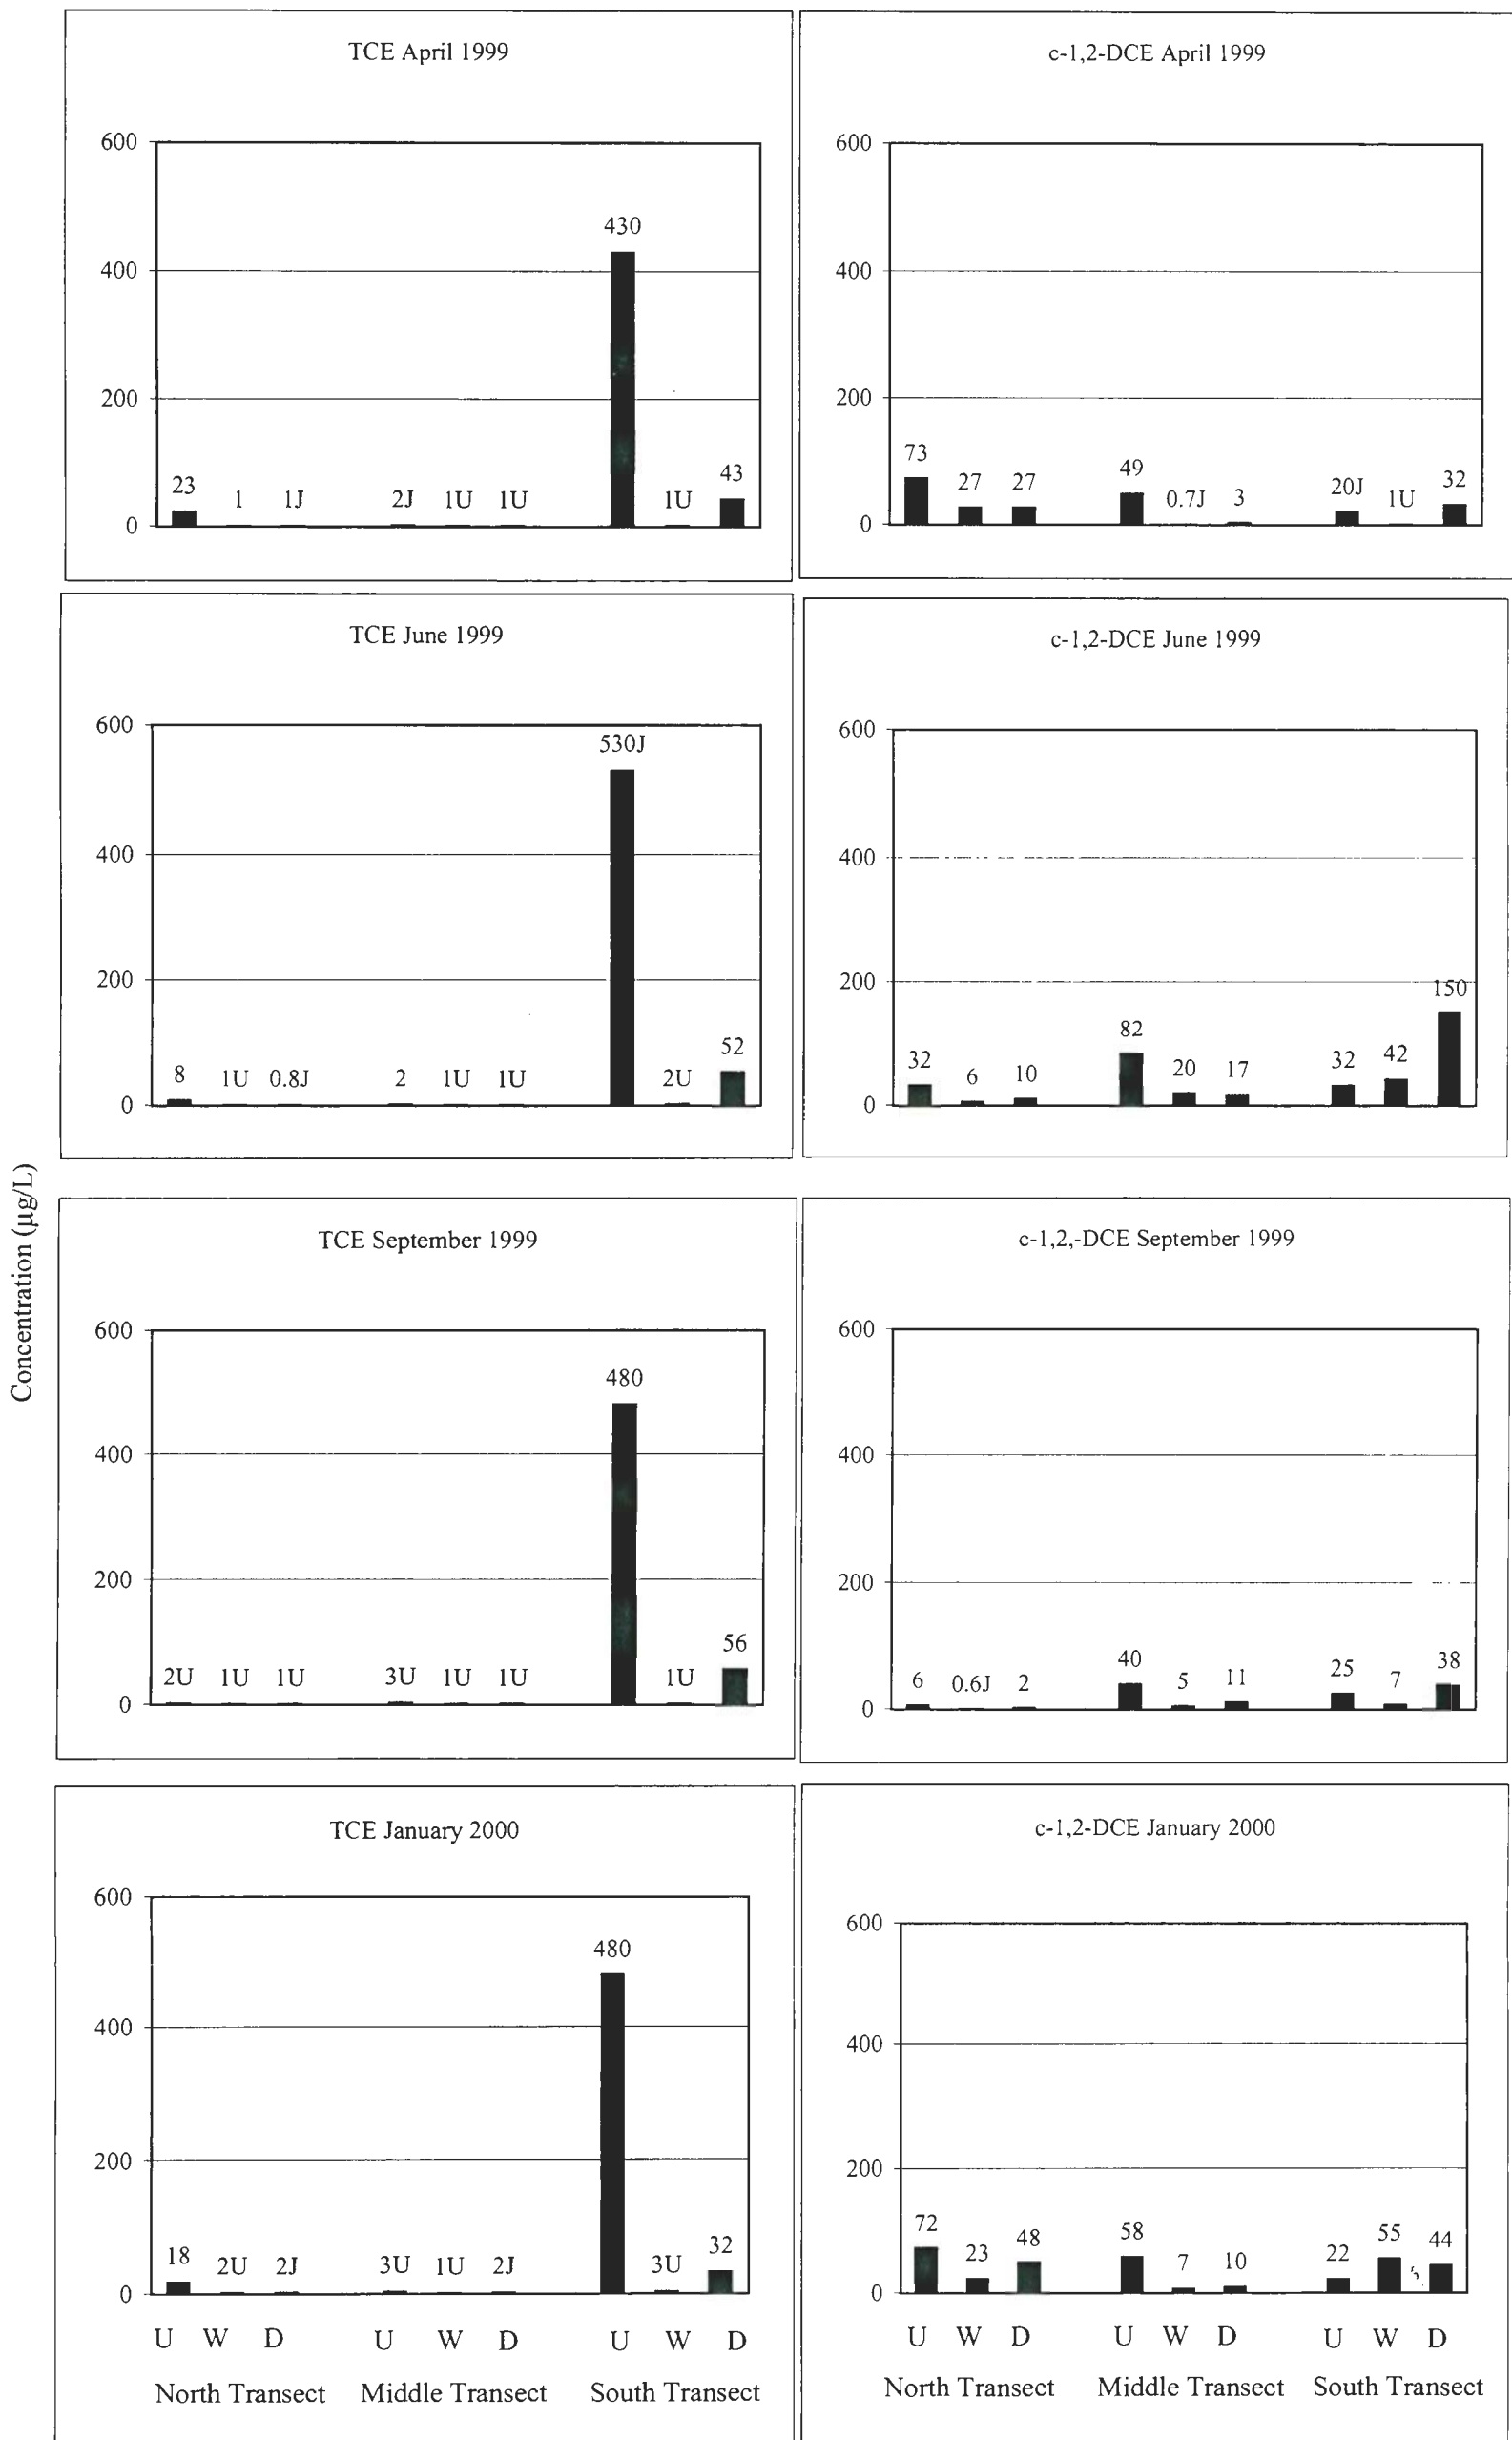 TCE April 1999
600
400
200
0
23
1
1J
2J
1U
1U
430
1U
43
c-1,2-DCE April 1999
600
400
200
0
73
27
27
49
0.7J
3
20J
1U
32
TCE June 1999
600
400
200
0
8
1U
0.8J
2
1U
1U
530J
2U
52
c-1,2-DCE June 1999
600
400
200
0
32
6
10
82
20
17
32
42
150
Concentration (µg/L)
TCE September 1999
600
400
200
0
2U
1U
1U
3U
1U
1U
480
1U
56
c-1,2,-DCE September 1999
600
400
200
0
6
0.6J
2
40
5
11
25
7
38
TCE January 2000
600
400
200
0
18
2U
2J
3U
1U
2J
480
3U
32
U W D U W D U W D
North Transect Middle Transect South Transect
c-1,2-DCE January 2000
600
400
200
0
72
23
48
58
7
10
22
55
44
U W D U W D U W D
North Transect Middle Transect South Transect